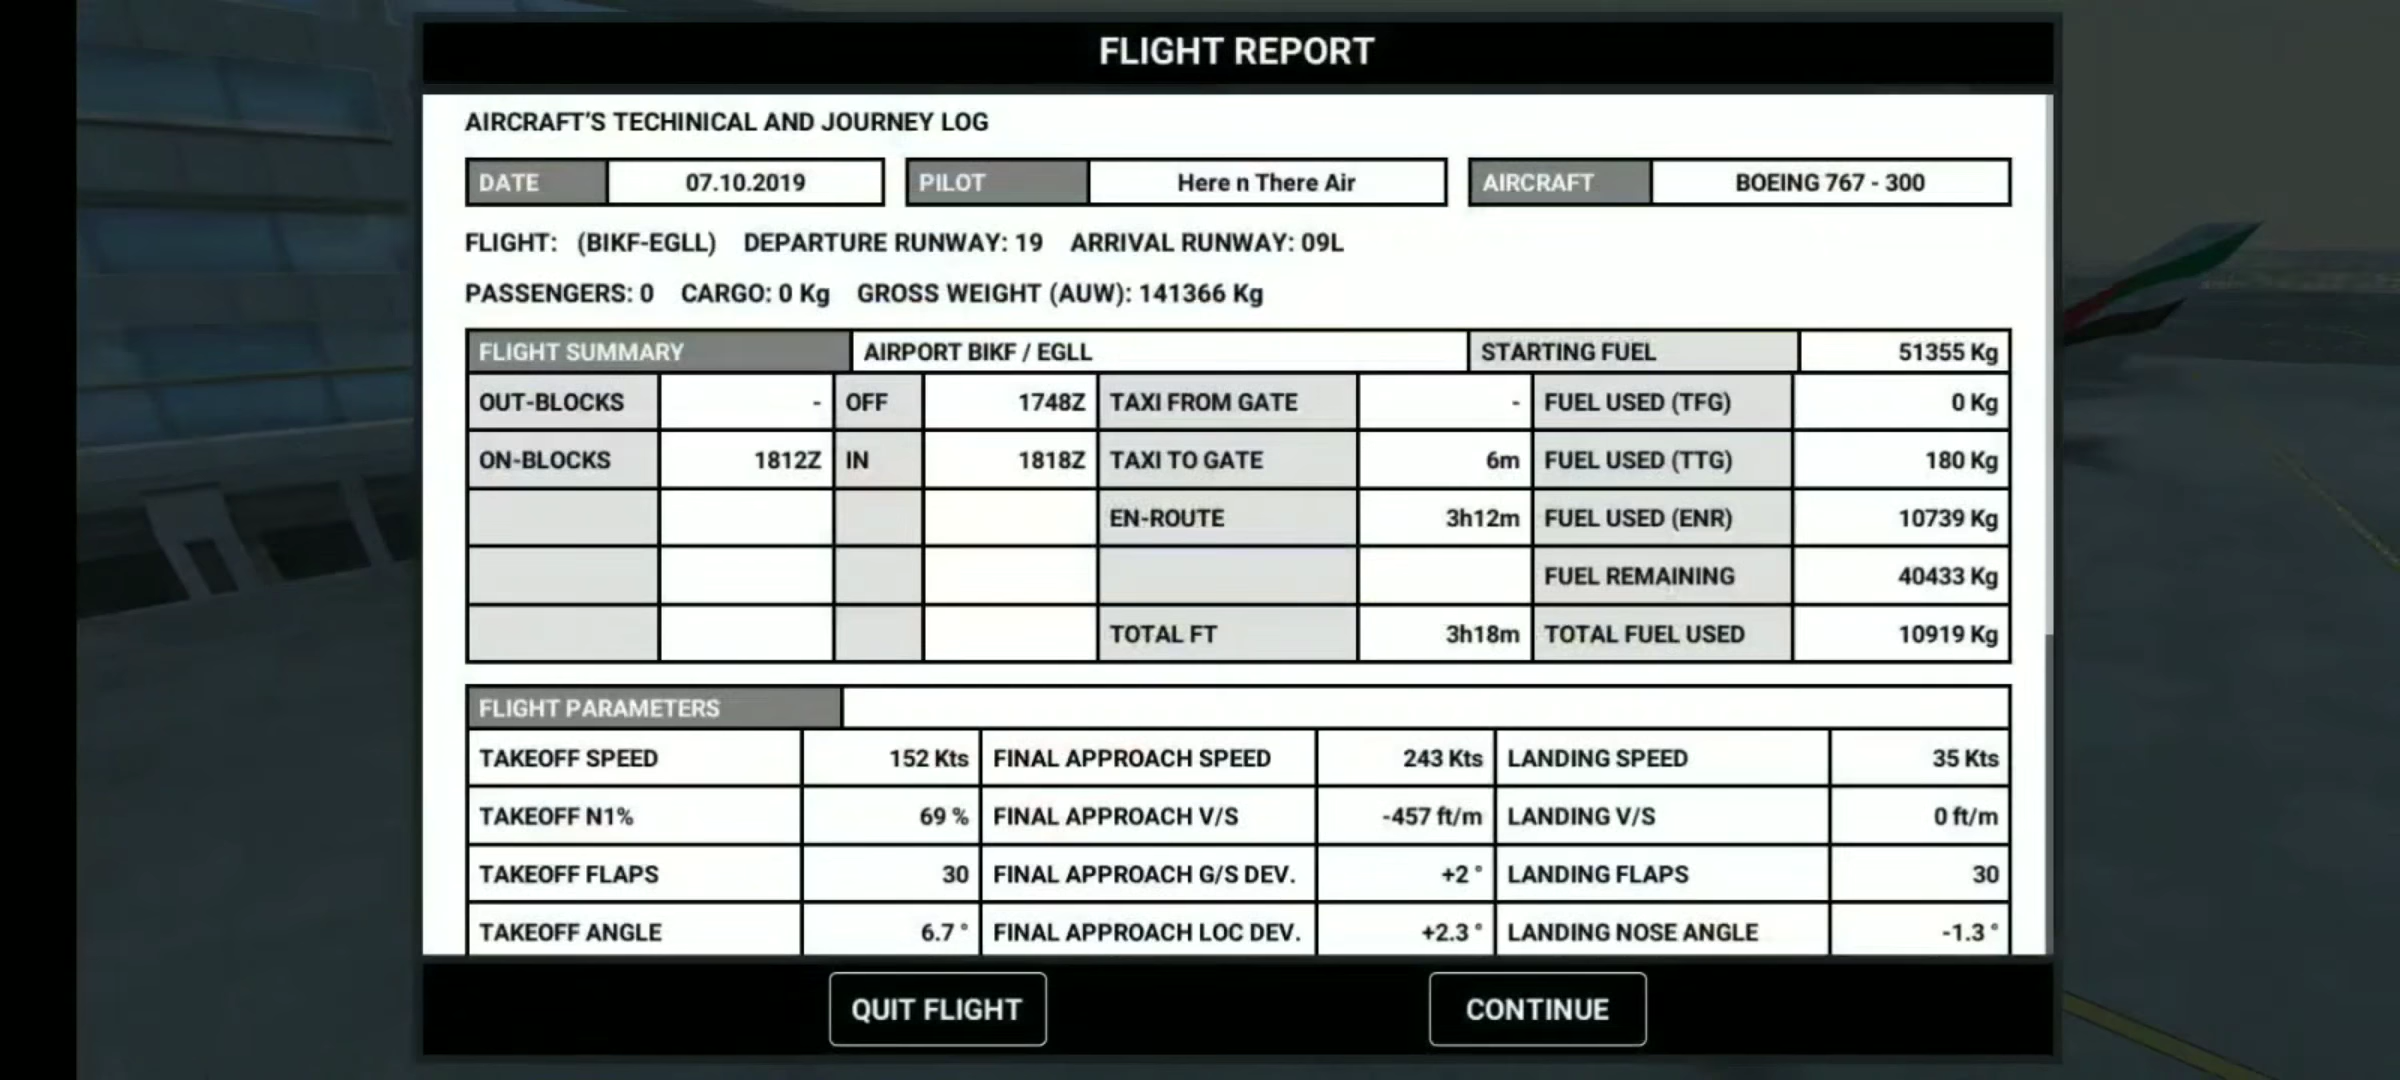 FLIGHT REPORT
AIRCRAFT'S TECHINICAL AND JOURNEY LOG
DATE 07.10.2019 PILOT Here n There Air AIRCRAFT BOEING 767 - 300
FLIGHT: (BIKF-EGLL) DEPARTURE RUNWAY: 19 ARRIVAL RUNWAY: 09L
PASSENGERS: 0 CARGO: 0 Kg GROSS WEIGHT (AUW): 141366 Kg
FLIGHT SUMMARY AIRPORT BIKF / EGLL STARTING FUEL 51355 Kg
OUT-BLOCKS - OFF 1748Z TAXI FROM GATE - FUEL USED (TFG) 0 Kg
ON-BLOCKS 1812Z IN 1818Z TAXI TO GATE 6m FUEL USED (TTG) 180 Kg
EN-ROUTE 3h12m FUEL USED (ENR) 10739 Kg
FUEL REMAINING 40433 Kg
TOTAL FT 3h18m TOTAL FUEL USED 10919 Kg
FLIGHT PARAMETERS
TAKEOFF SPEED 152 Kts FINAL APPROACH SPEED 243 Kts LANDING SPEED 35 Kts
TAKEOFF N1% 69 % FINAL APPROACH V/S -457 ft/m LANDING V/S 0 ft/m
TAKEOFF FLAPS 30 FINAL APPROACH G/S DEV. +2 ° LANDING FLAPS 30
TAKEOFF ANGLE 6.7 ° FINAL APPROACH LOC DEV. +2.3 ° LANDING NOSE ANGLE -1.3 °
QUIT FLIGHT CONTINUE